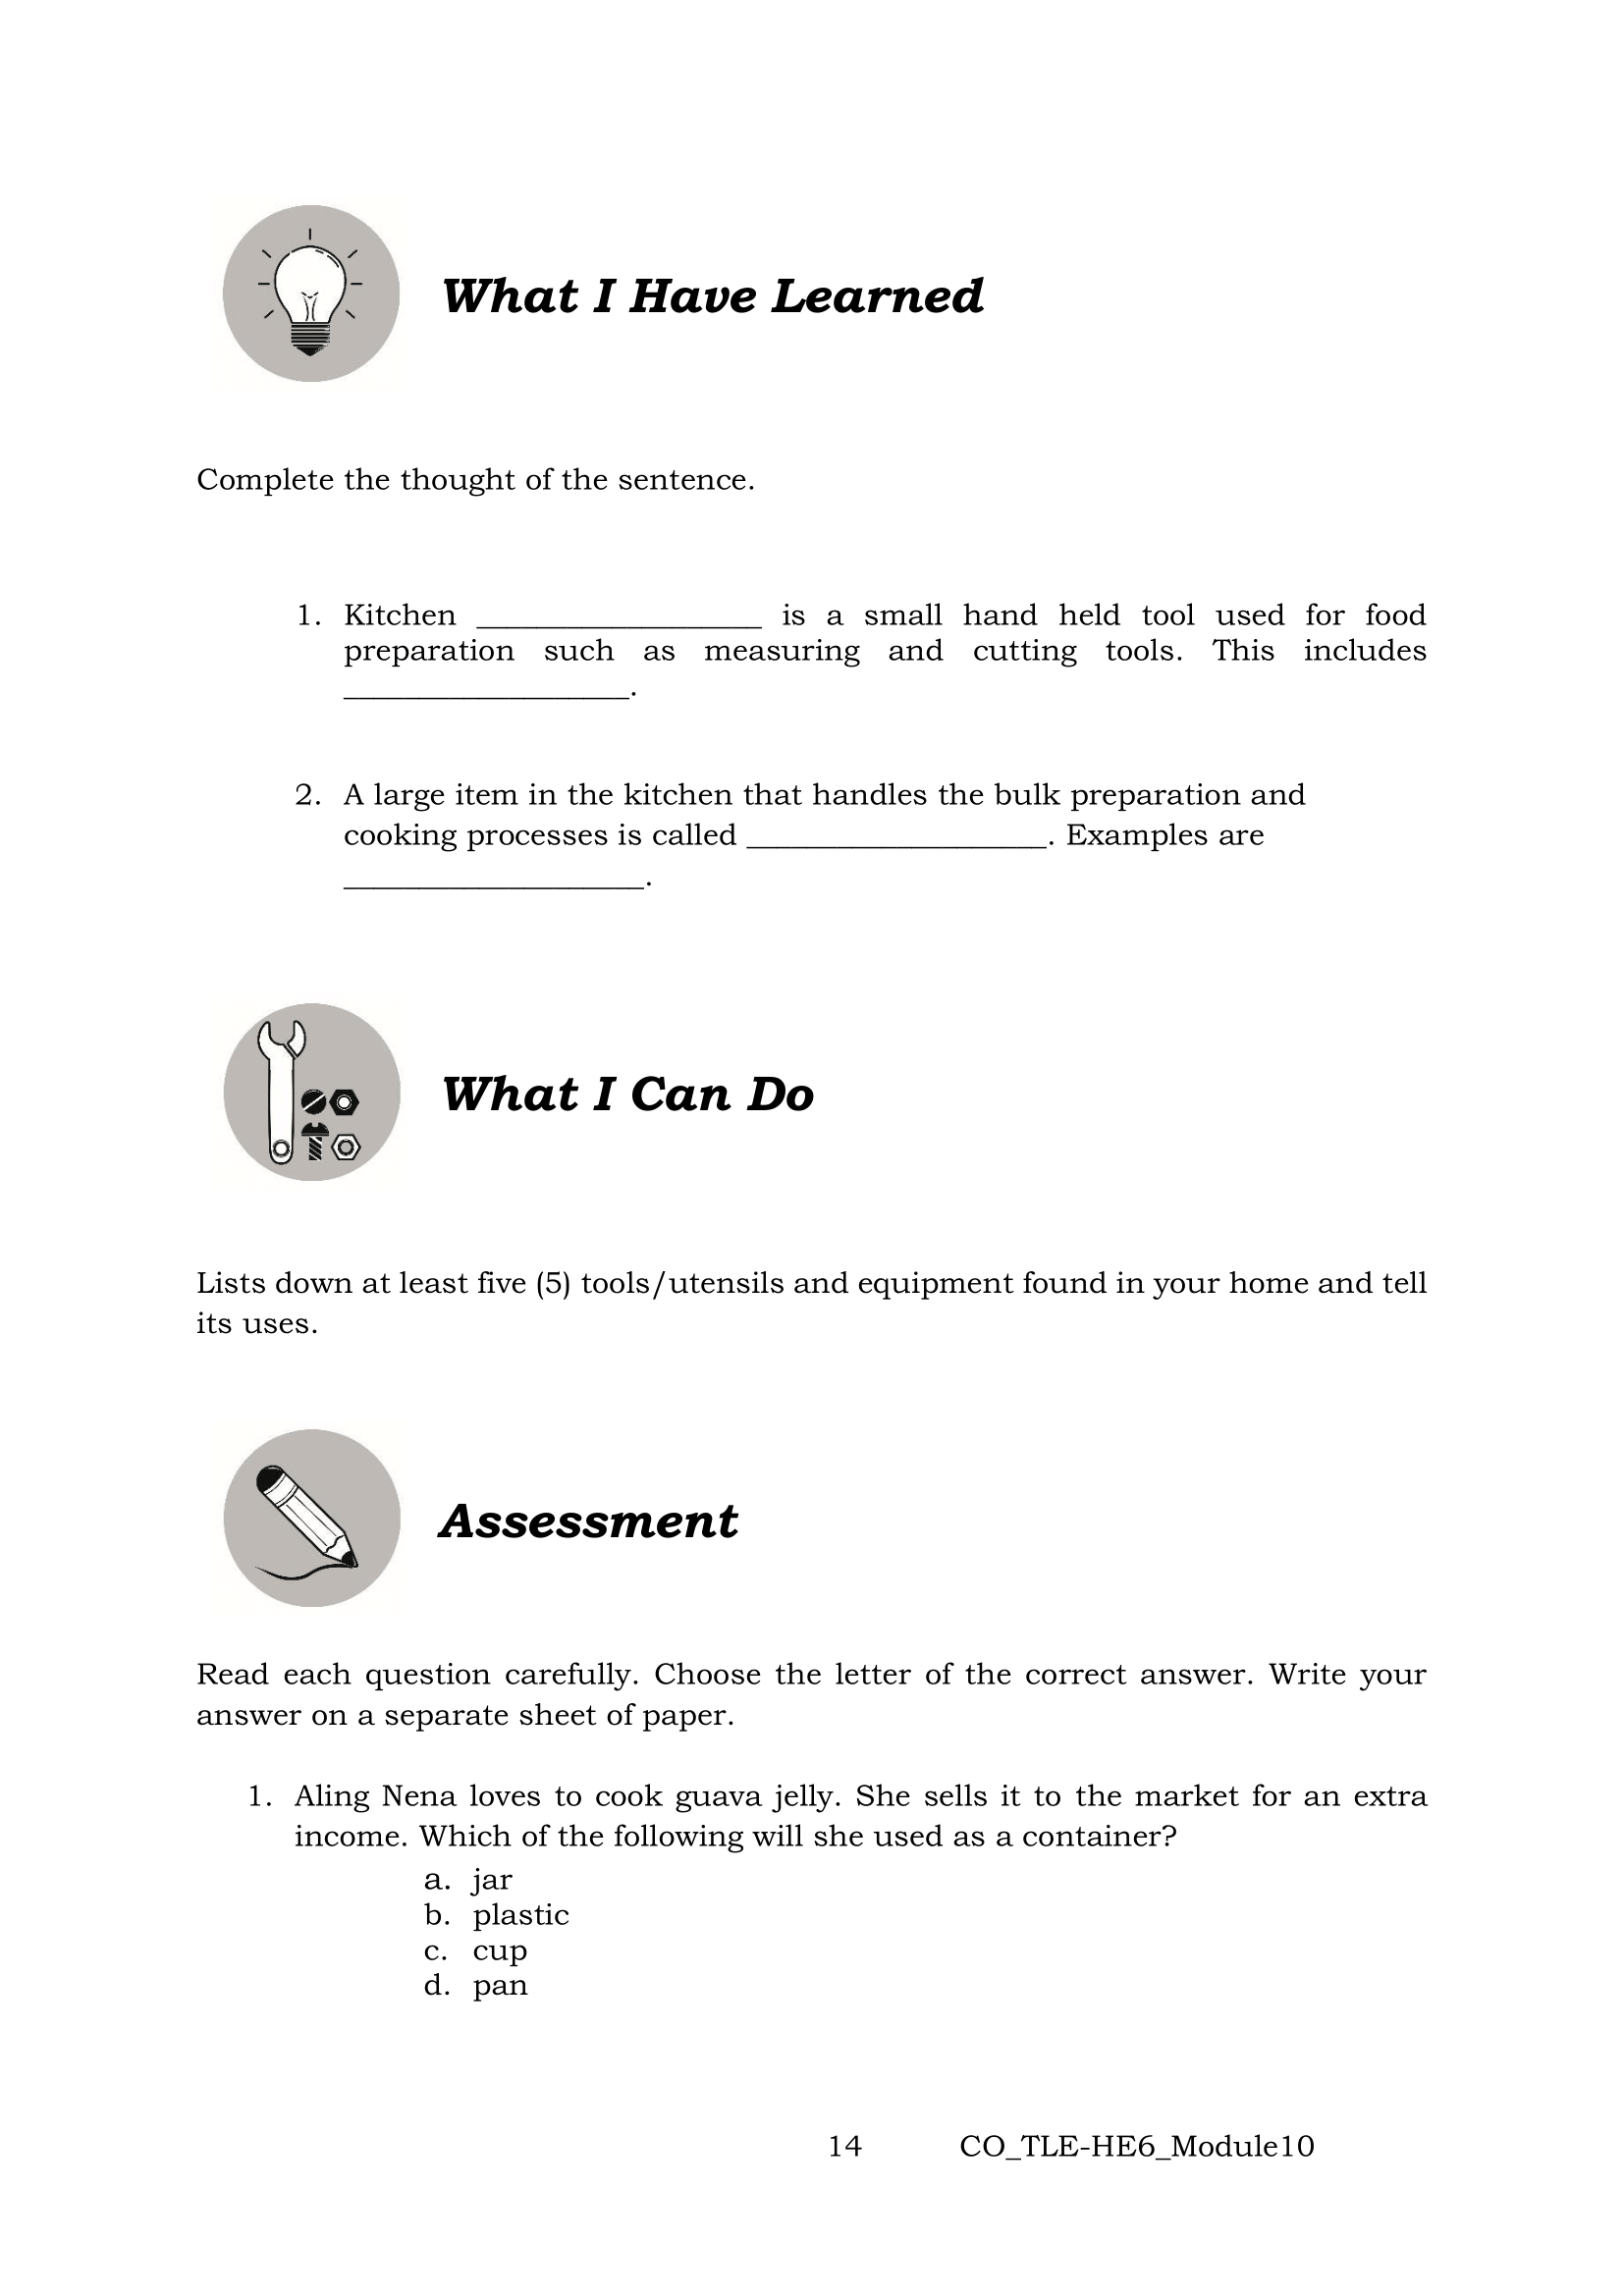 What I Have Learned
Complete the thought of the sentence.
1. Kitchen ___________________ is a small hand held tool used for food
preparation such as measuring and cutting tools. This includes
___________________.
2. A large item in the kitchen that handles the bulk preparation and
cooking processes is called ____________________. Examples are
____________________.
What I Can Do
Lists down at least five (5) tools/utensils and equipment found in your home and tell
its uses.
Assessment
Read each question carefully. Choose the letter of the correct answer. Write your
answer on a separate sheet of paper.
1. Aling Nena loves to cook guava jelly. She sells it to the market for an extra
income. Which of the following will she used as a container?
a. jar
b. plastic
c. cup
d. pan
14 CO_TLE-HE6_Module10